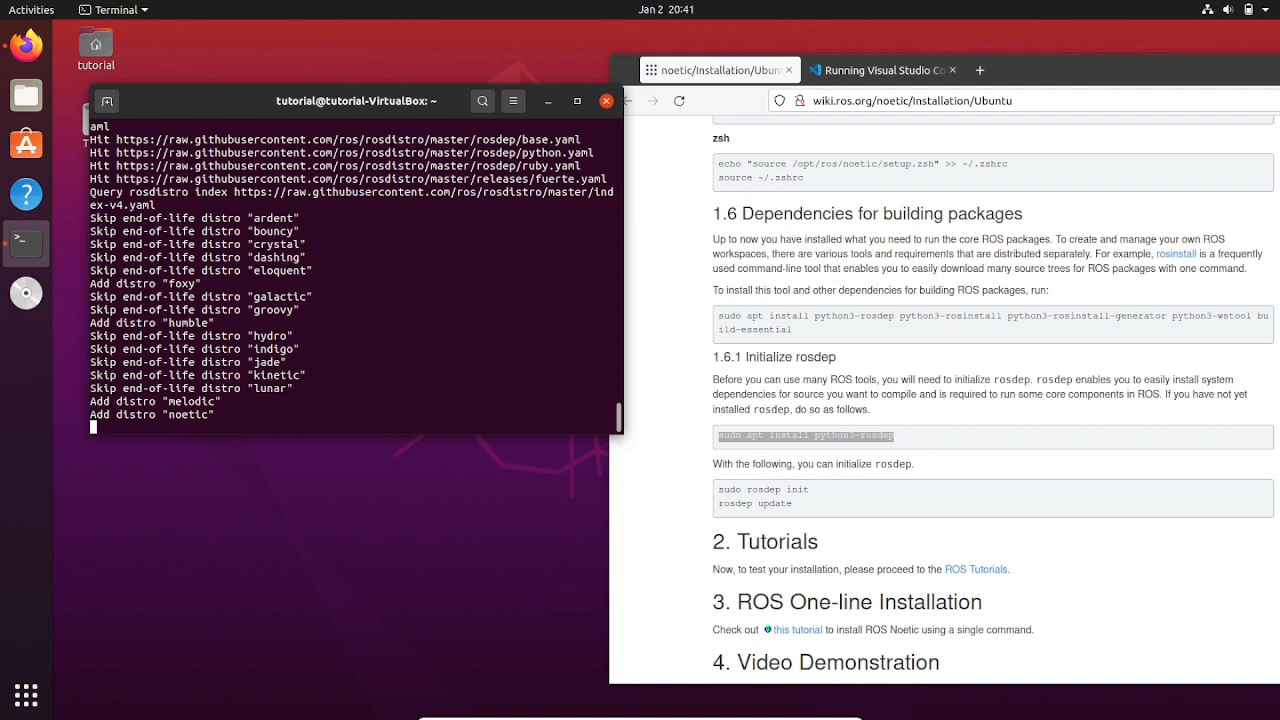 Activities
Terminal
Jan 2 20:41
tutorial
tutorial@tutorial-VirtualBox: ~
aml
Hit https://raw.githubusercontent.com/ros/rosdistro/master/rosdep/base.yaml
Hit https://raw.githubusercontent.com/ros/rosdistro/master/rosdep/python.yaml
Hit https://raw.githubusercontent.com/ros/rosdistro/master/rosdep/ruby.yaml
Hit https://raw.githubusercontent.com/ros/rosdistro/master/releases/fuerte.yaml
Query rosdistro index https://raw.githubusercontent.com/ros/rosdistro/master/ind
ex-v4.yaml
Skip end-of-life distro "ardent"
Skip end-of-life distro "bouncy"
Skip end-of-life distro "crystal"
Skip end-of-life distro "dashing"
Skip end-of-life distro "eloquent"
Add distro "foxy"
Skip end-of-life distro "galactic"
Skip end-of-life distro "groovy"
Add distro "humble"
Skip end-of-life distro "hydro"
Skip end-of-life distro "indigo"
Skip end-of-life distro "jade"
Skip end-of-life distro "kinetic"
Skip end-of-life distro "lunar"
Add distro "melodic"
Add distro "noetic"
noetic/Installation/Ubun
Running Visual Studio Co
wiki.ros.org/noetic/Installation/Ubuntu
zsh
echo "source /opt/ros/noetic/setup.zsh" >> ~/.zshrc
source ~/.zshrc
1.6 Dependencies for building packages
Up to now you have installed what you need to run the core ROS packages. To create and manage your own ROS
workspaces, there are various tools and requirements that are distributed separately. For example, rosinstall is a frequently
used command-line tool that enables you to easily download many source trees for ROS packages with one command.
To install this tool and other dependencies for building ROS packages, run:
sudo apt install python3-rosdep python3-rosinstall python3-rosinstall-generator python3-wstool bu
ild-essential
1.6.1 Initialize rosdep
Before you can use many ROS tools, you will need to initialize rosdep. rosdep enables you to easily install system
dependencies for source you want to compile and is required to run some core components in ROS. If you have not yet
installed rosdep, do so as follows.
sudo apt install python3-rosdep
With the following, you can initialize rosdep.
sudo rosdep init
rosdep update
2. Tutorials
Now, to test your installation, please proceed to the ROS Tutorials.
3. ROS One-line Installation
Check out this tutorial to install ROS Noetic using a single command.
4. Video Demonstration